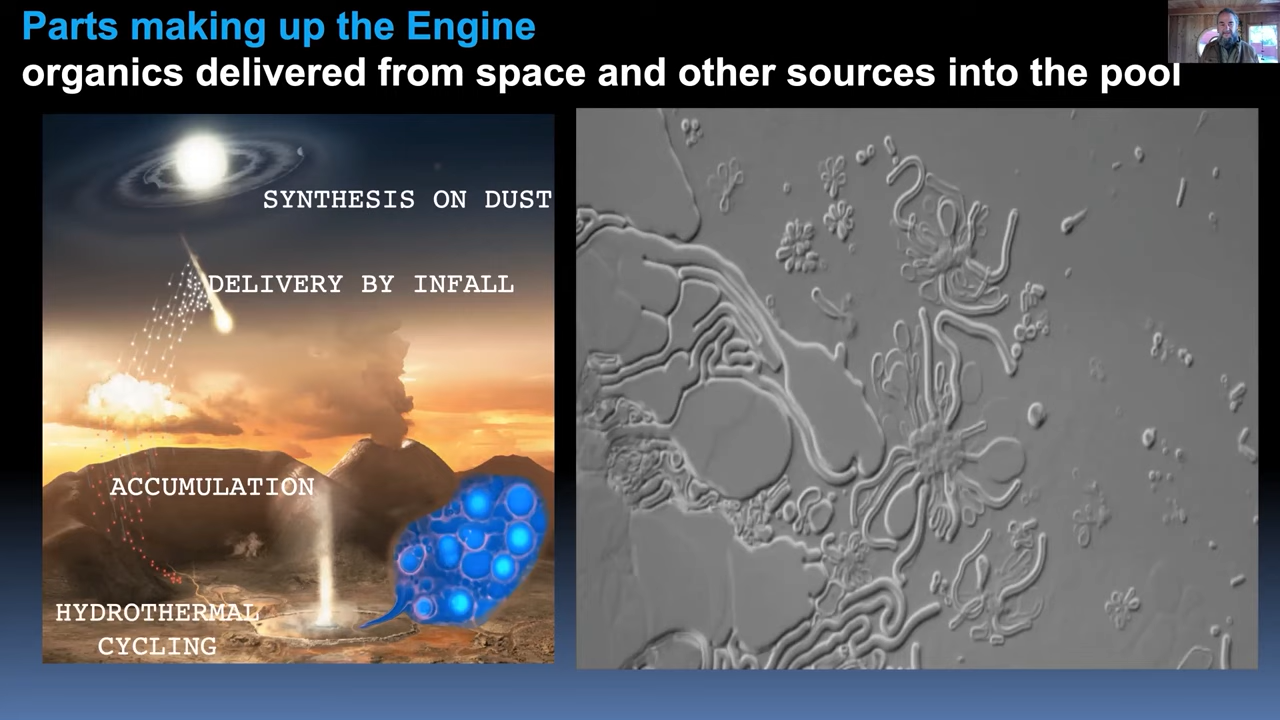 Parts making up the Engine
organics delivered from space and other sources into the pool
SYNTHESIS ON DUST
DELIVERY BY INFALL
ACCUMULATION
HYDROTHERMAL
CYCLING